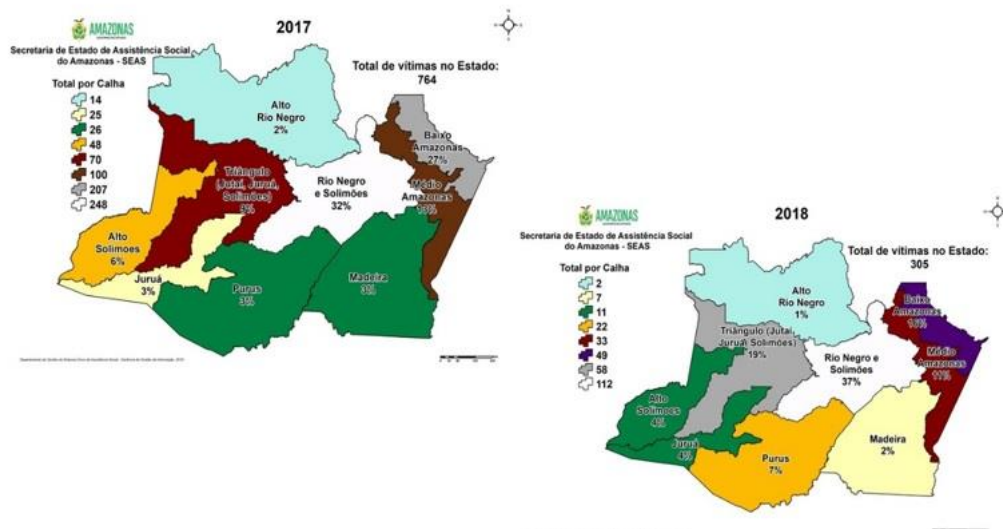 AMAZONAS
2017
Secretaria de Estado de Assistência Social
do Amazonas - SEAS
Total de vítimas no Estado:
764
Total por Calha
14
25
26
48
70
100
207
248
Alto
Rio Negro
2%
Baixo
Amazonas
27%
Triângulo
(Jutaí, Juruá,
Solimões)
9%
Rio Negro
e Solimões
32%
Médio
Amazonas
13%
Alto
Solimoes
6%
Juruá
3%
Purus
3%
Madeira
3%
AMAZONAS
2018
Secretaria de Estado de Assistência Social
do Amazonas - SEAS
Total de vítimas no Estado:
305
Total por Calha
2
7
11
22
33
49
58
112
Alto
Rio Negro
1%
Baixo
Amazonas
16%
Triângulo (Jutaí,
Juruá Solimões)
19%
Rio Negro e
Solimões
37%
Médio
Amazonas
11%
Alto
Solimoes
4%
Juruá
4%
Purus
7%
Madeira
2%